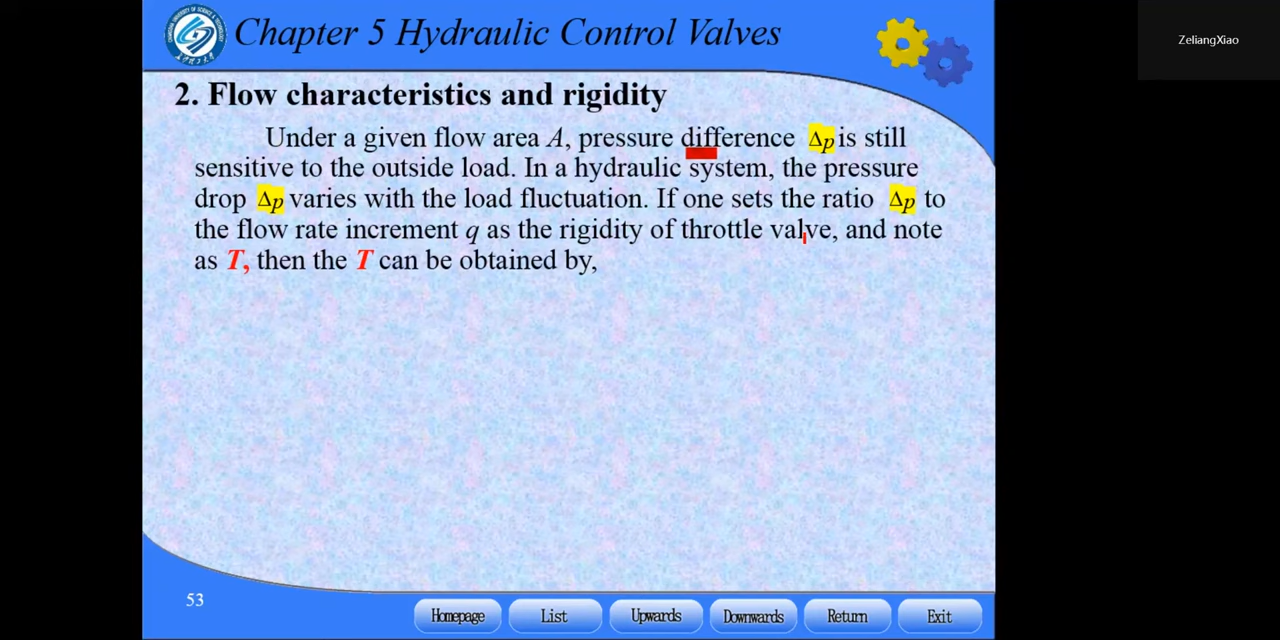 Chapter 5 Hydraulic Control Valves
ZeliangXiao
2. Flow characteristics and rigidity
Under a given flow area A, pressure difference Δp is still
sensitive to the outside load. In a hydraulic system, the pressure
drop Δp varies with the load fluctuation. If one sets the ratio Δp to
the flow rate increment q as the rigidity of throttle valve, and note
as T, then the T can be obtained by,
53
Homepage List Upwards Downwards Return Exit